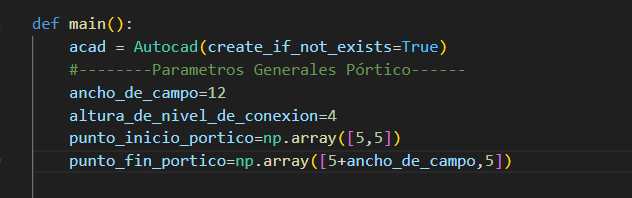 def main():
acad = Autocad(create_if_not_exists=True)
#--------Parametros Generales Pórtico------
ancho_de_campo=12
altura_de_nivel_de_conexion=4
punto_inicio_portico=np.array([5,5])
punto_fin_portico=np.array([5+ancho_de_campo,5])